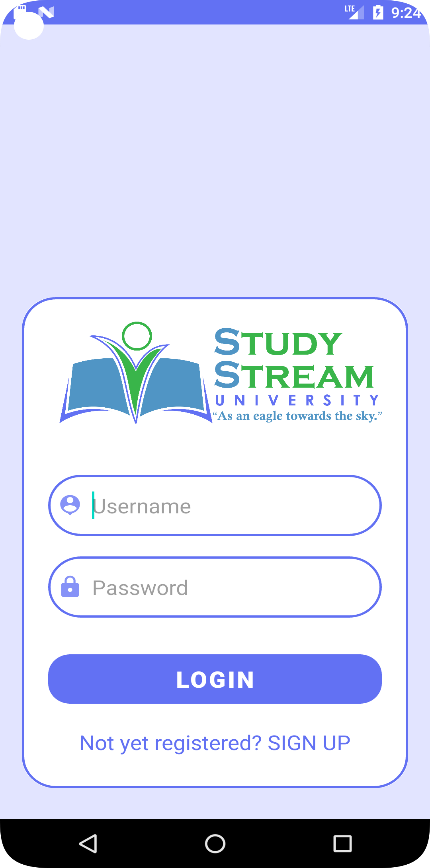 LTE 9:24
STUDY
STREAM
UNIVERSITY
“As an eagle towards the sky.”
Username
Password
LOGIN
Not yet registered? SIGN UP